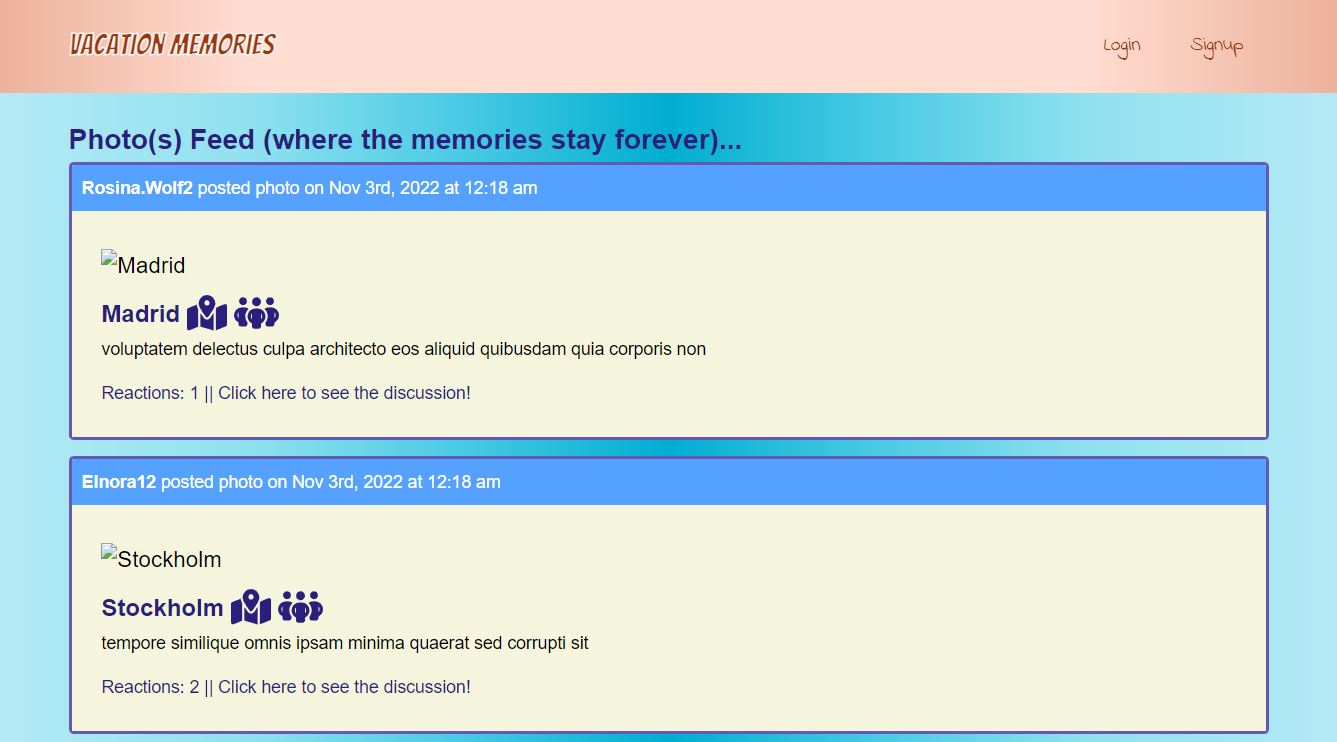 VACATION MEMORIES
Login
SignUp
Photo(s) Feed (where the memories stay forever)...
Rosina.Wolf2 posted photo on Nov 3rd, 2022 at 12:18 am
Madrid
Madrid
voluptatem delectus culpa architecto eos aliquid quibusdam quia corporis non
Reactions: 1 || Click here to see the discussion!
Elnora12 posted photo on Nov 3rd, 2022 at 12:18 am
Stockholm
Stockholm
tempore similique omnis ipsam minima quaerat sed corrupti sit
Reactions: 2 || Click here to see the discussion!